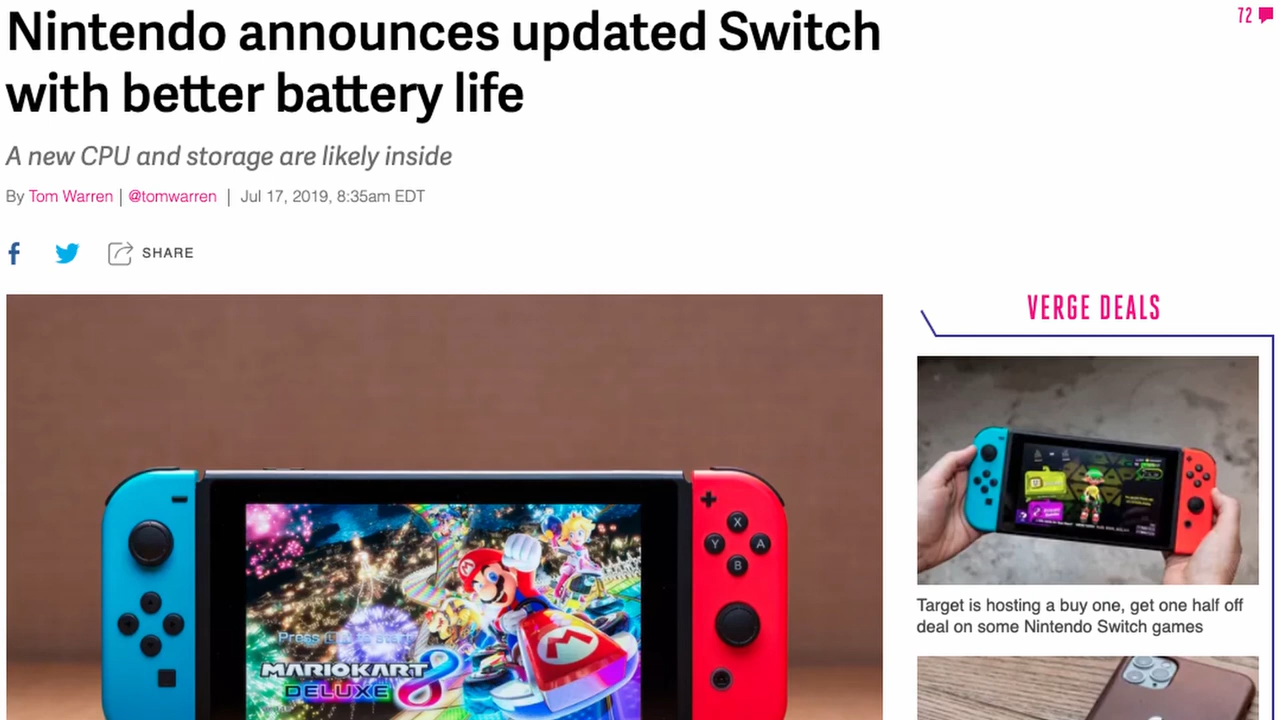 Nintendo announces updated Switch
with better battery life
72
A new CPU and storage are likely inside
By Tom Warren | @tomwarren | Jul 17, 2019, 8:35am EDT
SHARE
VERGE DEALS
X
Y
A
B
MARIOKART
DELUXE 8
Target is hosting a buy one, get one half off
deal on some Nintendo Switch games